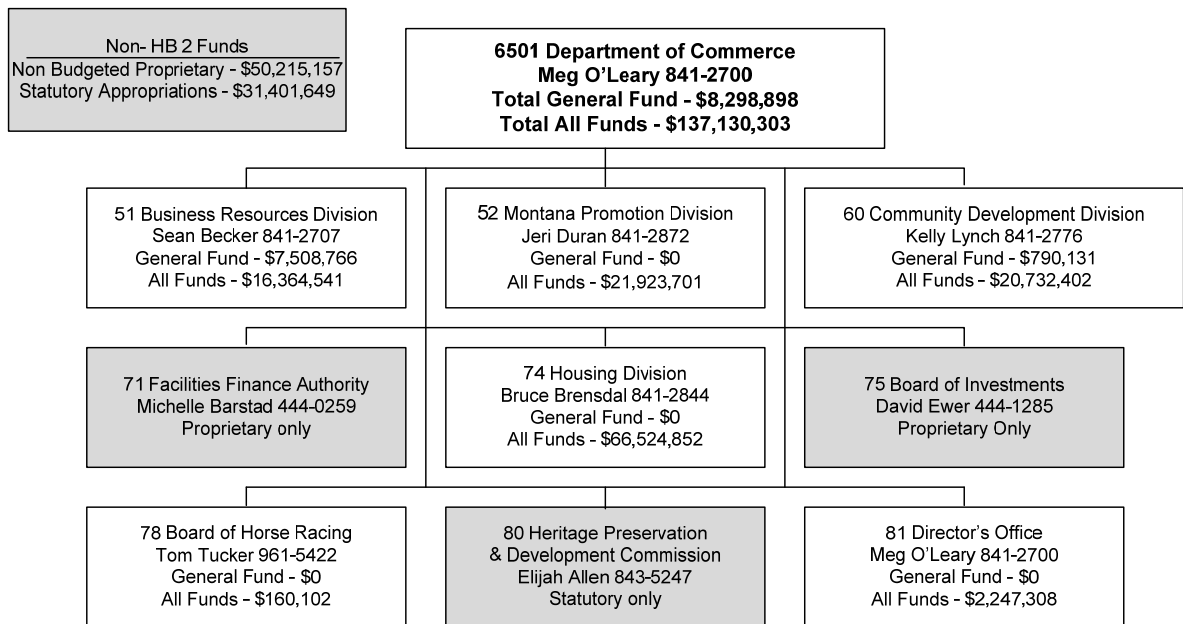 Non- HB 2 Funds
Non Budgeted Proprietary - $50,215,157
Statutory Appropriations - $31,401,649
6501 Department of Commerce
Meg O'Leary 841-2700
Total General Fund - $8,298,898
Total All Funds - $137,130,303
51 Business Resources Division
Sean Becker 841-2707
General Fund - $7,508,766
All Funds - $16,364,541
52 Montana Promotion Division
Jeri Duran 841-2872
General Fund - $0
All Funds - $21,923,701
60 Community Development Division
Kelly Lynch 841-2776
General Fund - $790,131
All Funds - $20,732,402
71 Facilities Finance Authority
Michelle Barstad 444-0259
Proprietary only
74 Housing Division
Bruce Brensdal 841-2844
General Fund - $0
All Funds - $66,524,852
75 Board of Investments
David Ewer 444-1285
Proprietary Only
78 Board of Horse Racing
Tom Tucker 961-5422
General Fund - $0
All Funds - $160,102
80 Heritage Preservation
& Development Commission
Elijah Allen 843-5247
Statutory only
81 Director's Office
Meg O'Leary 841-2700
General Fund - $0
All Funds - $2,247,308